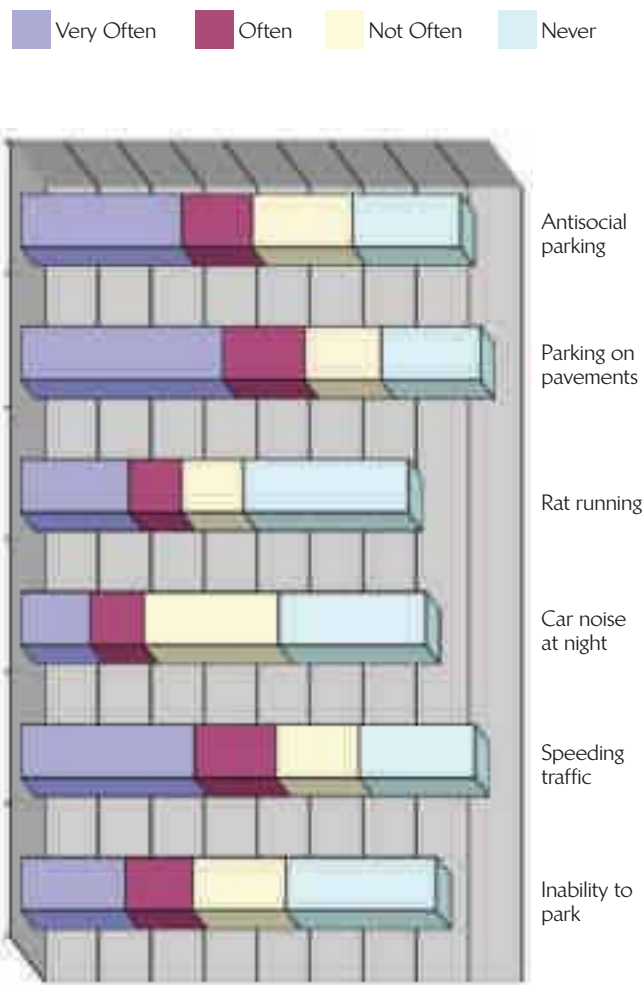 Very Often
Often
Not Often
Never
Antisocial
parking
Parking on
pavements
Rat running
Car noise
at night
Speeding
traffic
Inability to
park